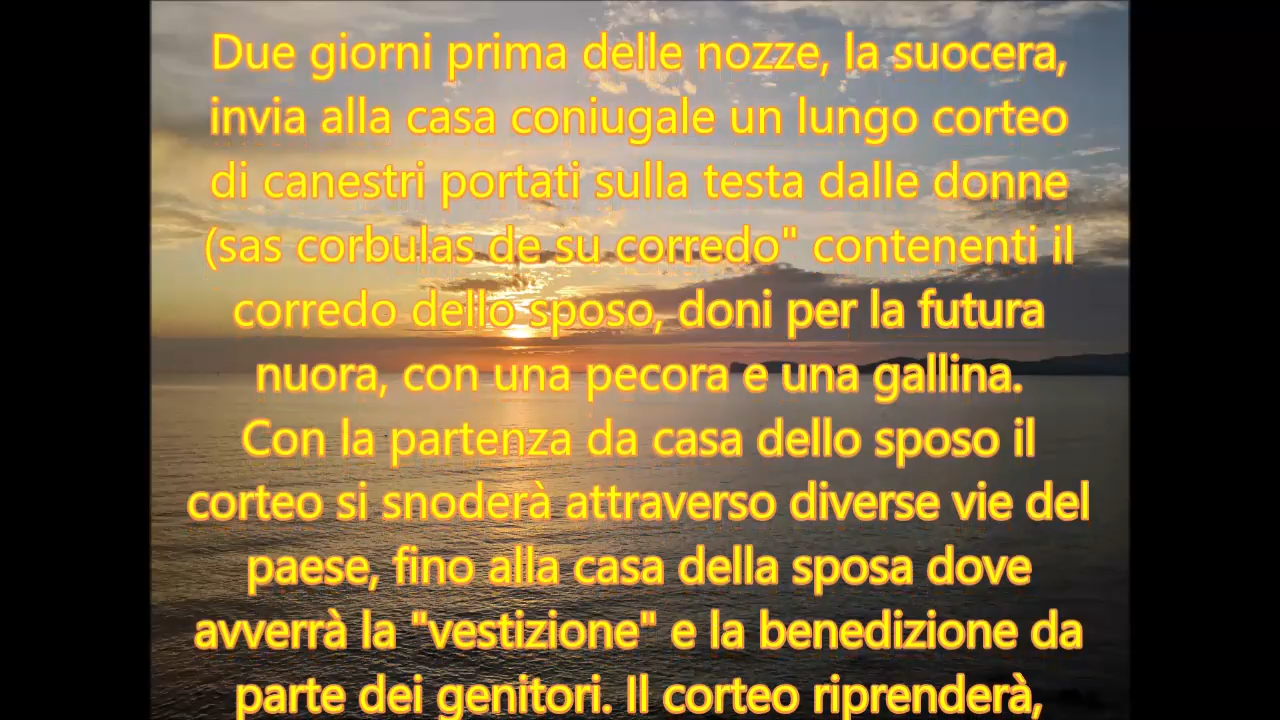 Due giorni prima delle nozze, la suocera,
invia alla casa coniugale un lungo corteo
di canestri portati sulla testa dalle donne
(sas corbulas de su corredo" contenenti il
corredo dello sposo, doni per la futura
nuora, con una pecora e una gallina.
Con la partenza da casa dello sposo il
corteo si snoderà attraverso diverse vie del
paese, fino alla casa della sposa dove
avverrà la "vestizione" e la benedizione da
parte dei genitori. Il corteo riprenderà,